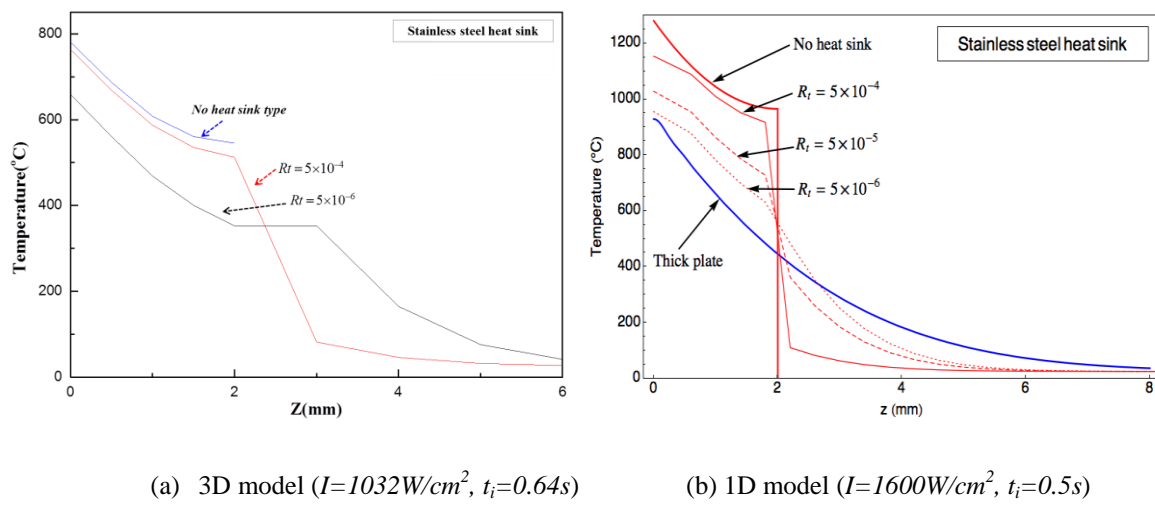 800
600
400
200
0
Temperature(°C)
Stainless steel heat sink
No heat sink type
Rt = 5×10⁻⁴
Rt = 5×10⁻⁶
0
1
2
3
4
5
6
Z(mm)
1200
1000
800
600
400
200
0
Temperature (°C)
Stainless steel heat sink
No heat sink
Rₜ = 5×10⁻⁴
Rₜ = 5×10⁻⁵
Rₜ = 5×10⁻⁶
Thick plate
0
2
4
6
8
z (mm)
(a) 3D model (I=1032W/cm², tᵢ=0.64s)
(b) 1D model (I=1600W/cm², tᵢ=0.5s)